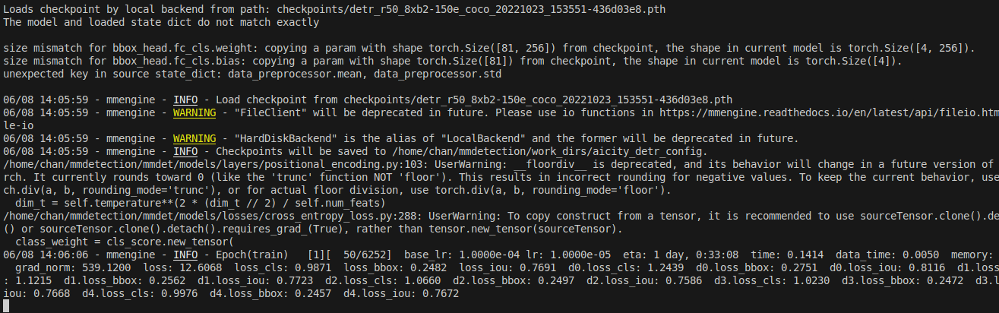 Loads checkpoint by local backend from path: checkpoints/detr_r50_8xb2-150e_coco_20221023_153551-436d03e8.pth
The model and loaded state dict do not match exactly
size mismatch for bbox_head.fc_cls.weight: copying a param with shape torch.Size([81, 256]) from checkpoint, the shape in current model is torch.Size([4, 256]).
size mismatch for bbox_head.fc_cls.bias: copying a param with shape torch.Size([81]) from checkpoint, the shape in current model is torch.Size([4]).
unexpected key in source state_dict: data_preprocessor.mean, data_preprocessor.std
06/08 14:05:59 - mmengine - INFO - Load checkpoint from checkpoints/detr_r50_8xb2-150e_coco_20221023_153551-436d03e8.pth
06/08 14:05:59 - mmengine - WARNING - "FileClient" will be deprecated in future. Please use io functions in https://mmengine.readthedocs.io/en/latest/api/fileio.htm
le-io
06/08 14:05:59 - mmengine - WARNING - "HardDiskBackend" is the alias of "LocalBackend" and the former will be deprecated in future.
06/08 14:05:59 - mmengine - INFO - Checkpoints will be saved to /home/chan/mmdetection/work_dirs/aicity_detr_config.
/home/chan/mmdetection/mmdet/models/layers/positional_encoding.py:103: UserWarning: __floordiv__ is deprecated, and its behavior will change in a future version of
rch. It currently rounds toward 0 (like the 'trunc' function NOT 'floor'). This results in incorrect rounding for negative values. To keep the current behavior, use
ch.div(a, b, rounding_mode='trunc'), or for actual floor division, use torch.div(a, b, rounding_mode='floor').
dim_t = self.temperature**(2 * (dim_t // 2) / self.num_feats)
/home/chan/mmdetection/mmdet/models/losses/cross_entropy_loss.py:288: UserWarning: To copy construct from a tensor, it is recommended to use sourceTensor.clone().de
() or sourceTensor.clone().detach().requires_grad_(True), rather than tensor.new_tensor(sourceTensor).
class_weight = cls_score.new_tensor(
06/08 14:06:06 - mmengine - INFO - Epoch(train) [1][ 50/6252] base_lr: 1.0000e-04 lr: 1.0000e-05 eta: 1 day, 0:33:08 time: 0.1414 data_time: 0.0050 memory:
grad_norm: 539.1200 loss: 12.6068 loss_cls: 0.9871 loss_bbox: 0.2482 loss_iou: 0.7691 d0.loss_cls: 1.2439 d0.loss_bbox: 0.2751 d0.loss_iou: 0.8116 d1.loss
: 1.1215 d1.loss_bbox: 0.2562 d1.loss_iou: 0.7723 d2.loss_cls: 1.0660 d2.loss_bbox: 0.2497 d2.loss_iou: 0.7586 d3.loss_cls: 1.0230 d3.loss_bbox: 0.2472 d3.l
iou: 0.7668 d4.loss_cls: 0.9976 d4.loss_bbox: 0.2457 d4.loss_iou: 0.7672